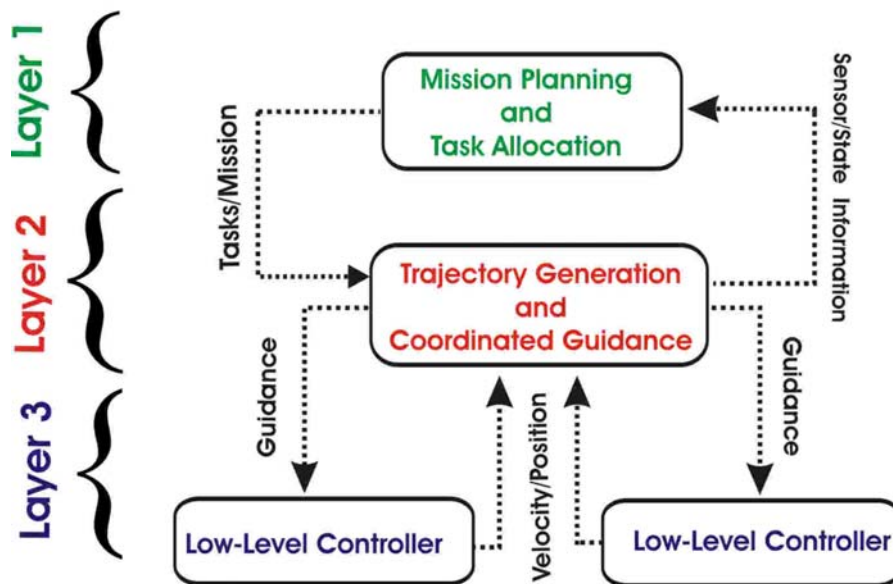 Layer 1
Mission Planning
and
Task Allocation
Tasks/Mission
Sensor/State Information
Layer 2
Trajectory Generation
and
Coordinated Guidance
Guidance
Velocity/Position
Guidance
Layer 3
Low-Level Controller
Low-Level Controller